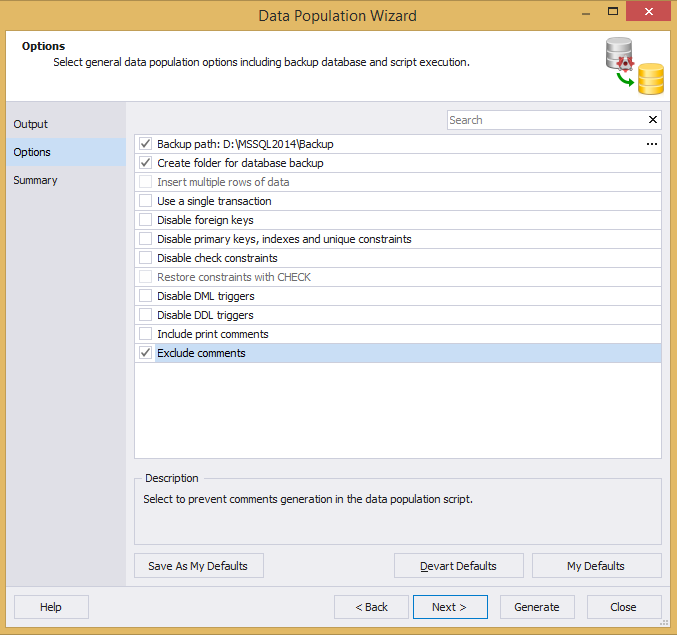 Data Population Wizard
Options
Select general data population options including backup database and script execution.
Output
Options
Summary
Search
Backup path: D:\MSSQL2014\Backup
Create folder for database backup
Insert multiple rows of data
Use a single transaction
Disable foreign keys
Disable primary keys, indexes and unique constraints
Disable check constraints
Restore constraints with CHECK
Disable DML triggers
Disable DDL triggers
Include print comments
Exclude comments
Description
Select to prevent comments generation in the data population script.
Save As My Defaults
Devart Defaults
My Defaults
Help
< Back
Next >
Generate
Close